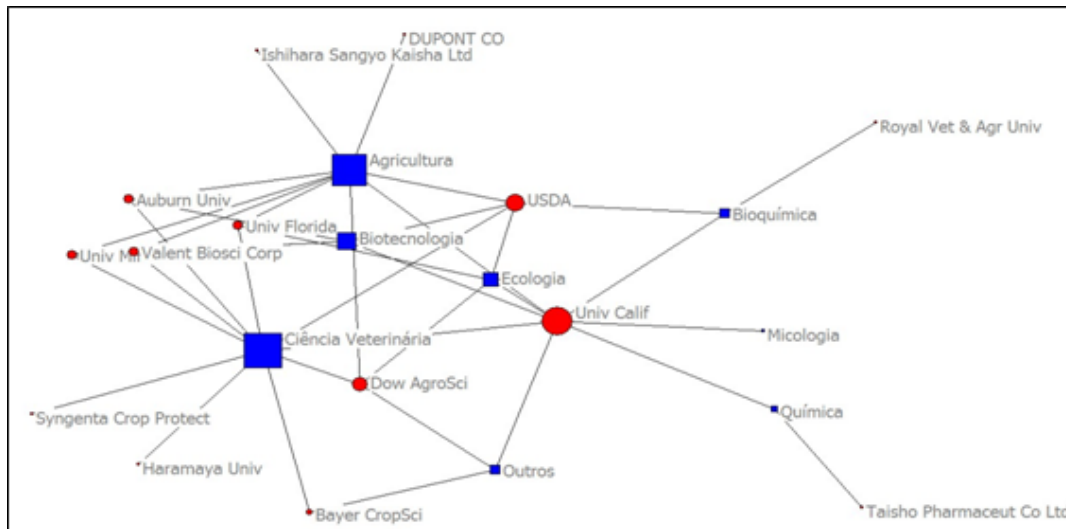 DUPONT CO
Ishihara Sangyo Kaisha Ltd
Royal Vet & Agr Univ
Agricultura
Auburn Univ
USDA
Bioquímica
Univ Florida
Biotecnologia
Univ
Valent Biosci Corp
Ecologia
Univ Calif
Ciência Veterinária
Micologia
Dow AgroSci
Syngenta Crop Protect
Química
Haramaya Univ
Outros
Bayer CropSci
Taisho Pharmaceut Co Ltd